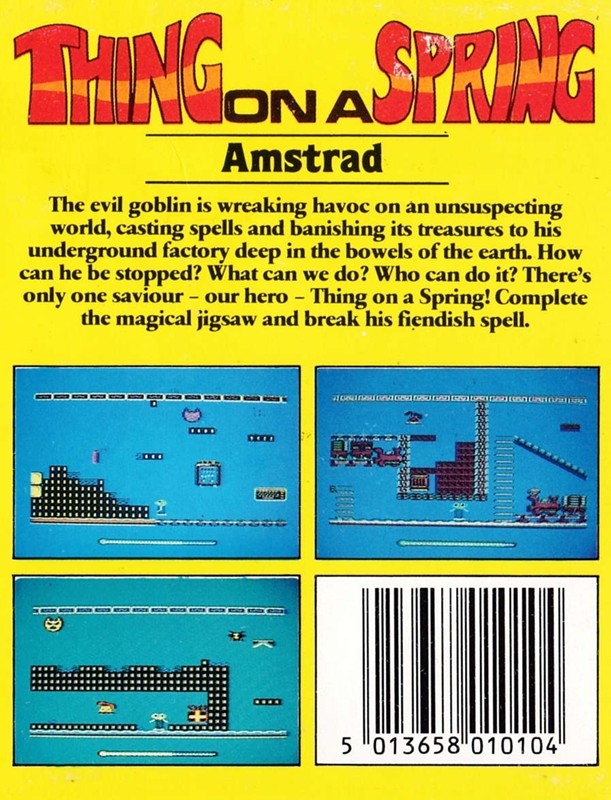 THING ON A SPRING
Amstrad
The evil goblin is wreaking havoc on an unsuspecting
world, casting spells and banishing its treasures to his
underground factory deep in the bowels of the earth. How
can he be stopped? What can we do? Who can do it? There's
only one saviour – our hero – Thing on a Spring! Complete
the magical jigsaw and break his fiendish spell.
5 013658 010104